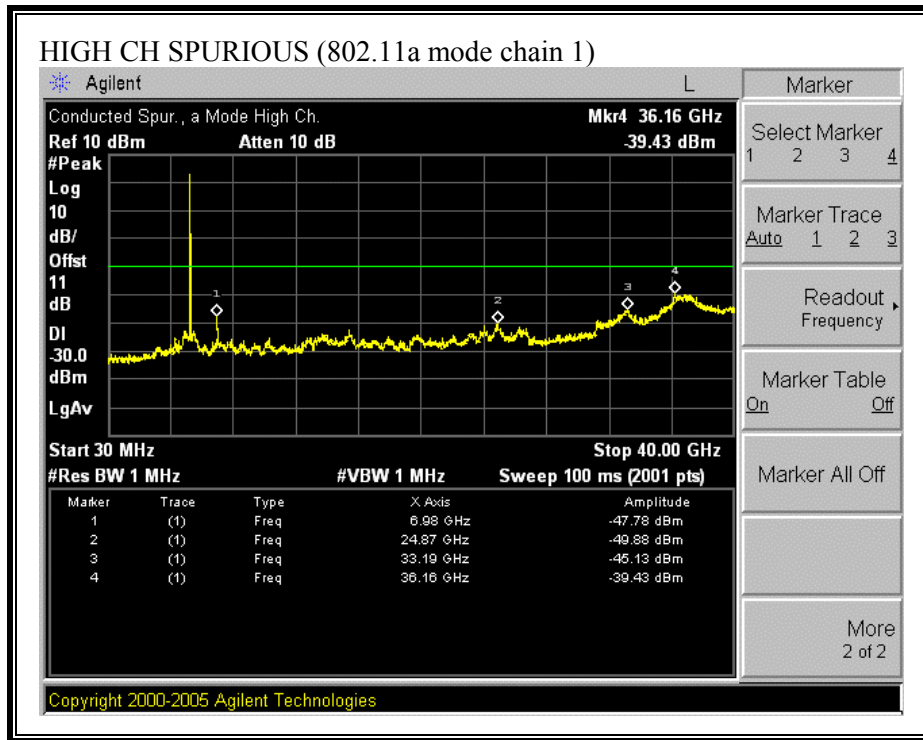 HIGH CH SPURIOUS (802.11a mode chain 1)
Agilent L
Conducted Spur., a Mode High Ch. Mkr4 36.16 GHz
Ref 10 dBm Atten 10 dB -39.43 dBm
#Peak
Log
10
dB/
Offst
11
dB
DI
-30.0
dBm
LgAv
1
2
3
4
Start 30 MHz Stop 40.00 GHz
#Res BW 1 MHz #VBW 1 MHz Sweep 100 ms (2001 pts)
Marker Trace Type X Axis Amplitude
1 (1) Freq 6.98 GHz -47.78 dBm
2 (1) Freq 24.87 GHz -49.88 dBm
3 (1) Freq 33.19 GHz -45.13 dBm
4 (1) Freq 36.16 GHz -39.43 dBm
Marker
Select Marker
1 2 3 4
Marker Trace
Auto 1 2 3
Readout
Frequency
Marker Table
On Off
Marker All Off
More
2 of 2
Copyright 2000-2005 Agilent Technologies